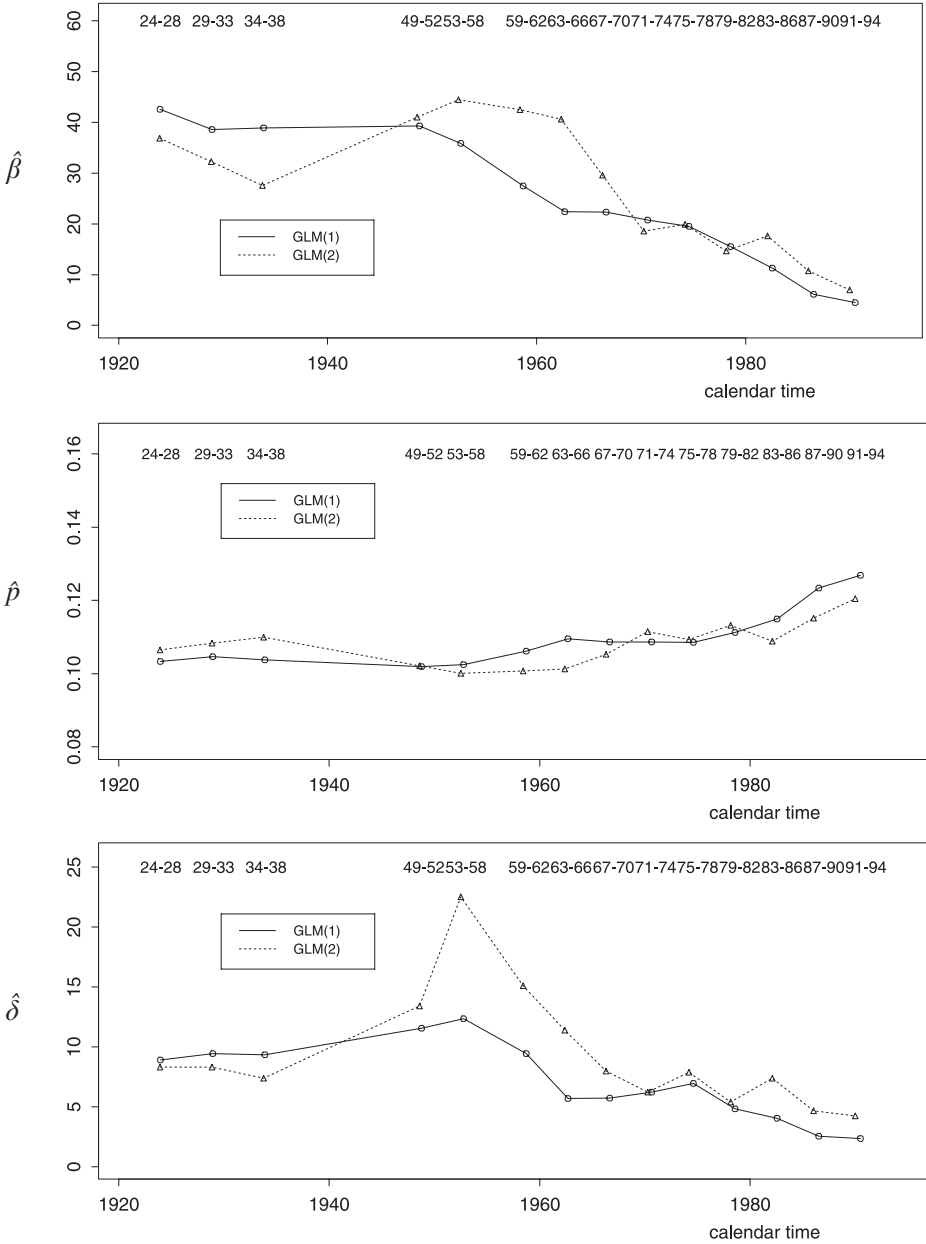 60
24-28 29-33 34-38 49-5253-58 59-6263-6667-7071-7475-7879-8283-8687-9091-94
50
40
β̂
30
20
GLM(1)
GLM(2)
10
0
1920 1940 1960 1980
calendar time
0.16
24-28 29-33 34-38 49-52 53-58 59-62 63-66 67-70 71-74 75-78 79-82 83-86 87-90 91-94
GLM(1)
GLM(2)
0.14
0.12
p̂
0.10
0.08
1920 1940 1960 1980
calendar time
25
24-28 29-33 34-38 49-5253-58 59-6263-6667-7071-7475-7879-8283-8687-9091-94
20
GLM(1)
GLM(2)
15
δ̂
10
5
0
1920 1940 1960 1980
calendar time